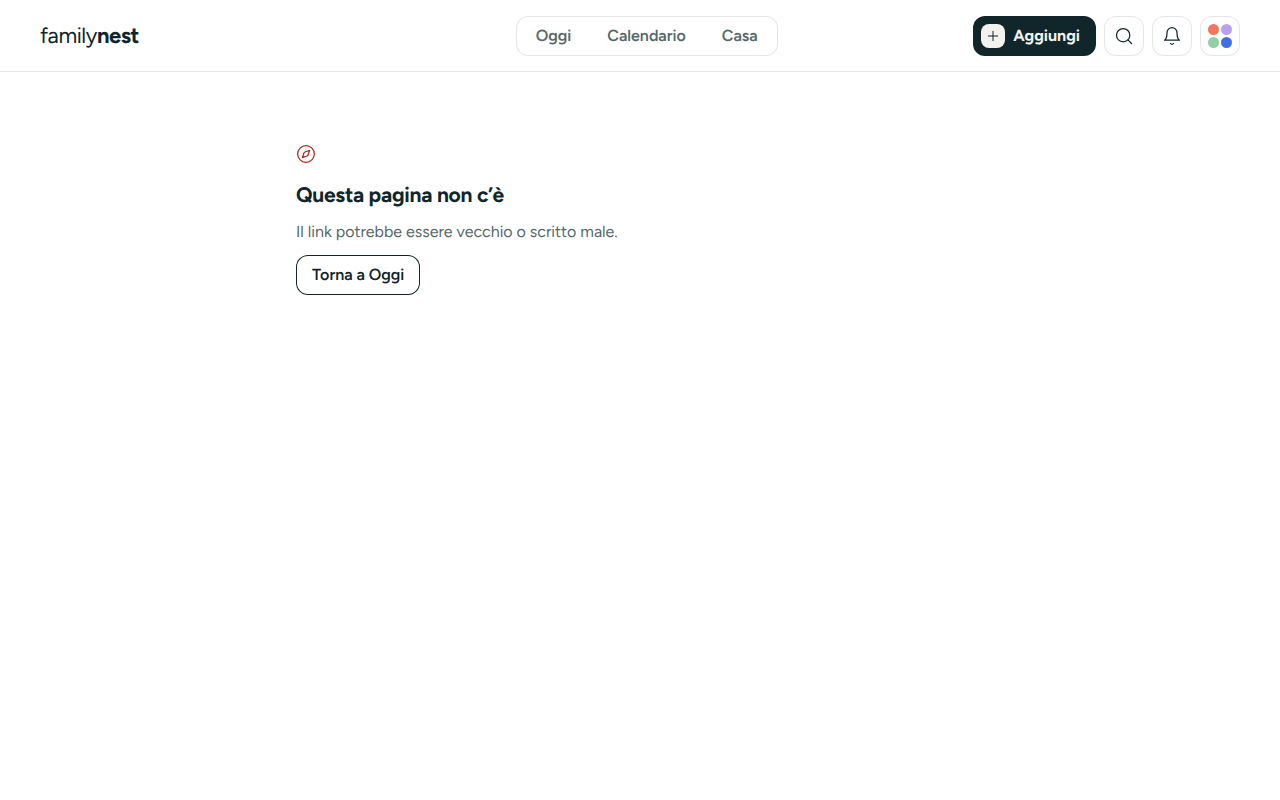 familynest
Oggi
Calendario
Casa
Aggiungi
Questa pagina non c’è
Il link potrebbe essere vecchio o scritto male.
Torna a Oggi